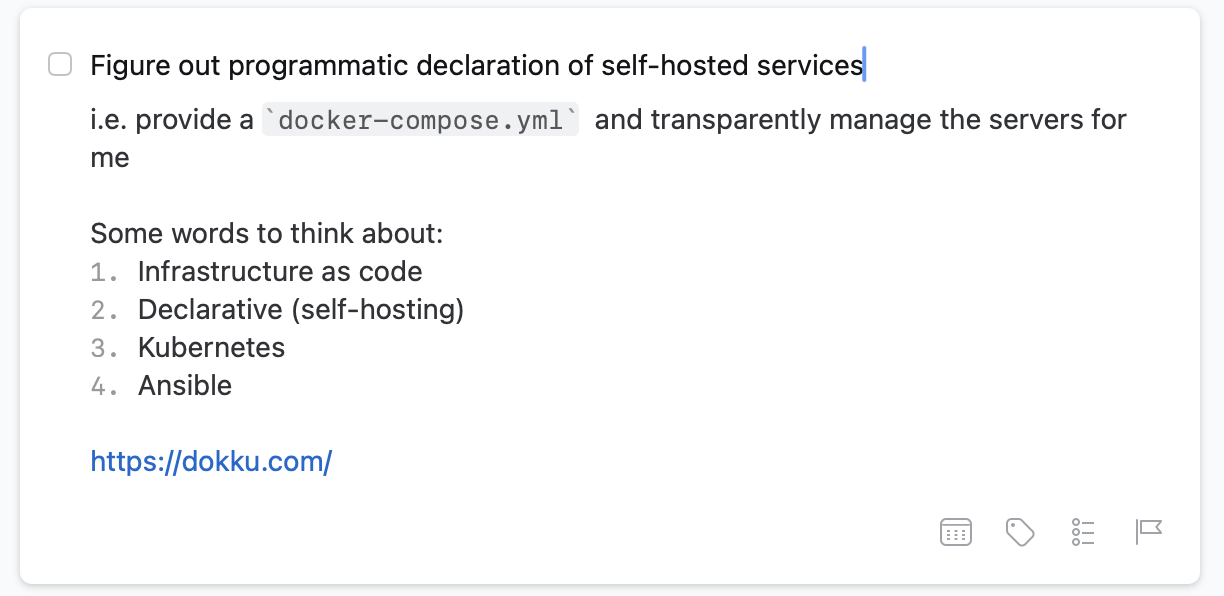 Figure out programmatic declaration of self-hosted services
i.e. provide a `docker-compose.yml` and transparently manage the servers for
me
Some words to think about:
1. Infrastructure as code
2. Declarative (self-hosting)
3. Kubernetes
4. Ansible
https://dokku.com/